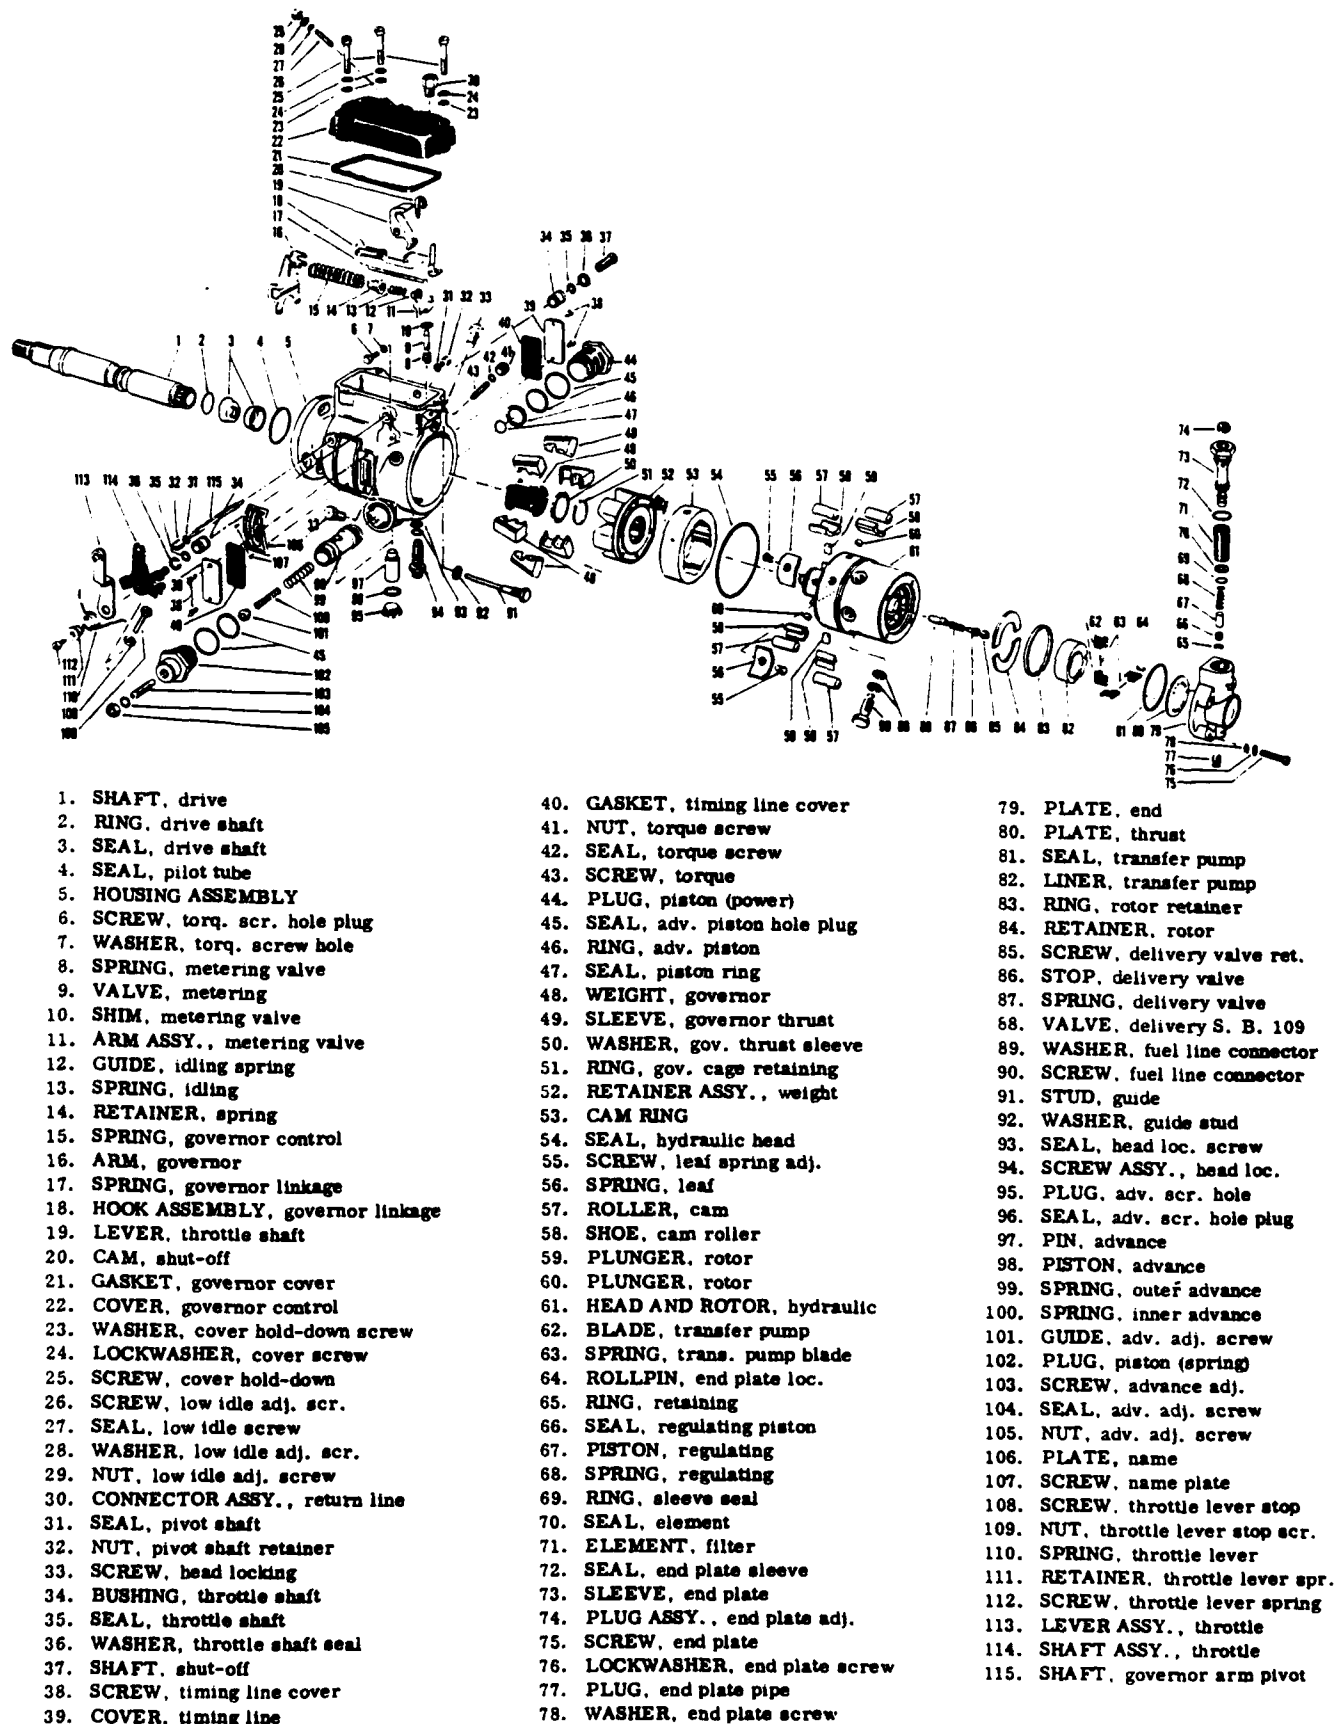 1. SHAFT, drive
2. RING, drive shaft
3. SEAL, drive shaft
4. SEAL, pilot tube
5. HOUSING ASSEMBLY
6. SCREW, torq. scr. hole plug
7. WASHER, torq. screw hole
8. SPRING, metering valve
9. VALVE, metering
10. SHIM, metering valve
11. ARM ASSY., metering valve
12. GUIDE, idling spring
13. SPRING, idling
14. RETAINER, spring
15. SPRING, governor control
16. ARM, governor
17. SPRING, governor linkage
18. HOOK ASSEMBLY, governor linkage
19. LEVER, throttle shaft
20. CAM, shut-off
21. GASKET, governor cover
22. COVER, governor control
23. WASHER, cover hold-down screw
24. LOCKWASHER, cover screw
25. SCREW, cover hold-down
26. SCREW, low idle adj. scr.
27. SEAL, low idle screw
28. WASHER, low idle adj. scr.
29. NUT, low idle adj. screw
30. CONNECTOR ASSY., return line
31. SEAL, pivot shaft
32. NUT, pivot shaft retainer
33. SCREW, head locking
34. BUSHING, throttle shaft
35. SEAL, throttle shaft
36. WASHER, throttle shaft seal
37. SHAFT, shut-off
38. SCREW, timing line cover
39. COVER, timing line
40. GASKET, timing line cover
41. NUT, torque screw
42. SEAL, torque screw
43. SCREW, torque
44. PLUG, piston (power)
45. SEAL, adv. piston hole plug
46. RING, adv. piston
47. SEAL, piston ring
48. WEIGHT, governor
49. SLEEVE, governor thrust
50. WASHER, gov. thrust sleeve
51. RING, gov. cage retaining
52. RETAINER ASSY., weight
53. CAM RING
54. SEAL, hydraulic head
55. SCREW, leaf spring adj.
56. SPRING, leaf
57. ROLLER, cam
58. SHOE, cam roller
59. PLUNGER, rotor
60. PLUNGER, rotor
61. HEAD AND ROTOR, hydraulic
62. BLADE, transfer pump
63. SPRING, trans. pump blade
64. ROLLPIN, end plate loc.
65. RING, retaining
66. SEAL, regulating piston
67. PISTON, regulating
68. SPRING, regulating
69. RING, sleeve seal
70. SEAL, element
71. ELEMENT, filter
72. SEAL, end plate sleeve
73. SLEEVE, end plate
74. PLUG ASSY., end plate adj.
75. SCREW, end plate
76. LOCKWASHER, end plate screw
77. PLUG, end plate pipe
78. WASHER, end plate screw
79. PLATE, end
80. PLATE, thrust
81. SEAL, transfer pump
82. LINER, transfer pump
83. RING, rotor retainer
84. RETAINER, rotor
85. SCREW, delivery valve ret.
86. STOP, delivery valve
87. SPRING, delivery valve
88. VALVE, delivery S. B. 109
89. WASHER, fuel line connector
90. SCREW, fuel line connector
91. STUD, guide
92. WASHER, guide stud
93. SEAL, head loc. screw
94. SCREW ASSY., head loc.
95. PLUG, adv. scr. hole
96. SEAL, adv. scr. hole plug
97. PIN, advance
98. PISTON, advance
99. SPRING, outer advance
100. SPRING, inner advance
101. GUIDE, adv. adj. screw
102. PLUG, piston (spring)
103. SCREW, advance adj.
104. SEAL, adv. adj. screw
105. NUT, adv. adj. screw
106. PLATE, name
107. SCREW, name plate
108. SCREW, throttle lever stop
109. NUT, throttle lever stop scr.
110. SPRING, throttle lever
111. RETAINER, throttle lever spr.
112. SCREW, throttle lever spring
113. LEVER ASSY., throttle
114. SHAFT ASSY., throttle
115. SHAFT, governor arm pivot